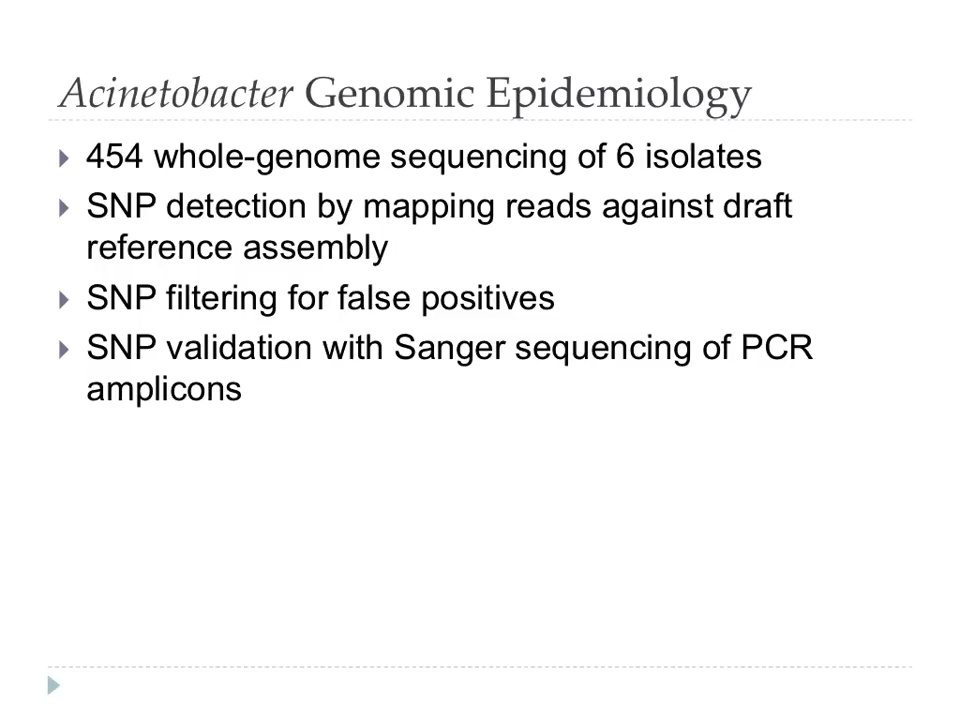 Acinetobacter Genomic Epidemiology
454 whole-genome sequencing of 6 isolates
SNP detection by mapping reads against draft
reference assembly
SNP filtering for false positives
SNP validation with Sanger sequencing of PCR
amplicons